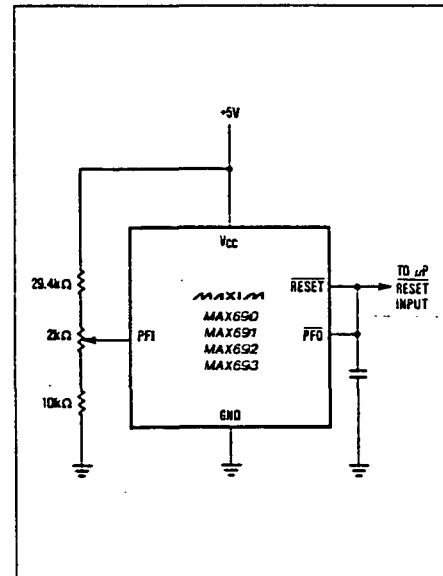 +5V
VCC
29.4kΩ
MAXIM
RESET
TO μP
RESET
INPUT
MAX690
MAX691
2kΩ
PFI
PFO
MAX692
MAX693
10kΩ
GND